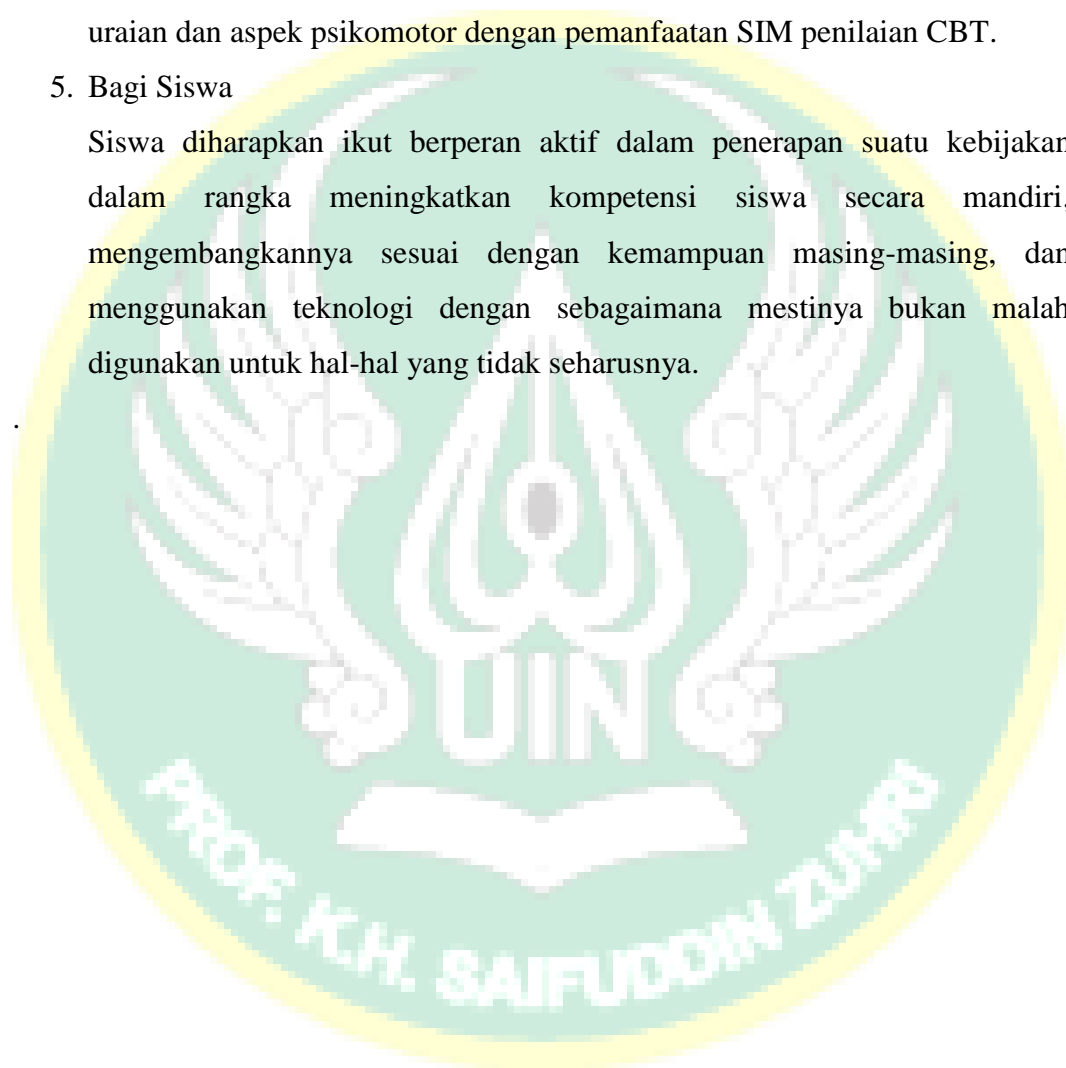 uraian dan aspek psikomotor dengan pemanfaatan SIM penilaian CBT.
5. Bagi Siswa
Siswa diharapkan ikut berperan aktif dalam penerapan suatu kebijakan
dalam rangka meningkatkan kompetensi siswa secara mandiri,
mengembangkannya sesuai dengan kemampuan masing-masing, dan
menggunakan teknologi dengan sebagaimana mestinya bukan malah
digunakan untuk hal-hal yang tidak seharusnya.
.
UIN
PROF. K.H. SAIFUDDIN ZUHRI